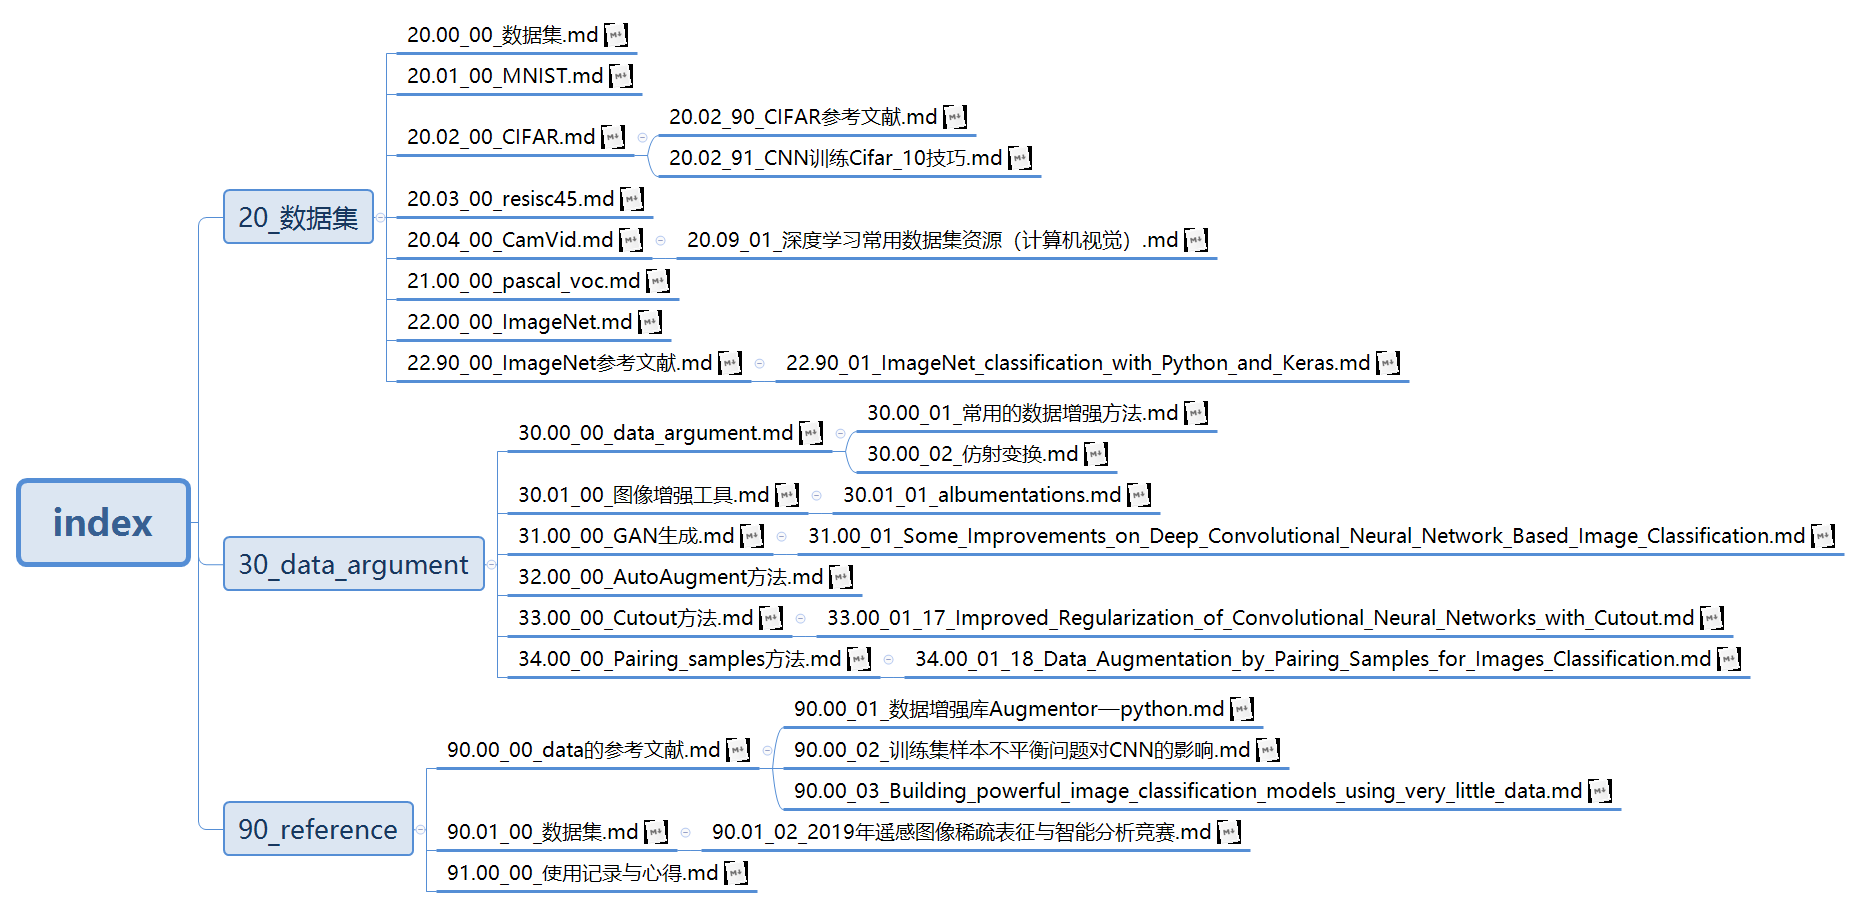 index
20_数据集
20.00_00_数据集.md
20.01_00_MNIST.md
20.02_00_CIFAR.md
20.02_90_CIFAR参考文献.md
20.02_91_CNN训练Cifar_10技巧.md
20.03_00_resisc45.md
20.04_00_CamVid.md
20.09_01_深度学习常用数据集资源（计算机视觉）.md
21.00_00_pascal_voc.md
22.00_00_ImageNet.md
22.90_00_ImageNet参考文献.md
22.90_01_ImageNet_classification_with_Python_and_Keras.md
30_data_argument
30.00_00_data_argument.md
30.00_01_常用的数据增强方法.md
30.00_02_仿射变换.md
30.01_00_图像增强工具.md
30.01_01_albumentations.md
31.00_00_GAN生成.md
31.00_01_Some_Improvements_on_Deep_Convolutional_Neural_Network_Based_Image_Classification.md
32.00_00_AutoAugment方法.md
33.00_00_Cutout方法.md
33.00_01_17_Improved_Regularization_of_Convolutional_Neural_Networks_with_Cutout.md
34.00_00_Pairing_samples方法.md
34.00_01_18_Data_Augmentation_by_Pairing_Samples_for_Images_Classification.md
90_reference
90.00_00_data的参考文献.md
90.00_01_数据增强库Augmentor—python.md
90.00_02_训练集样本不平衡问题对CNN的影响.md
90.00_03_Building_powerful_image_classification_models_using_very_little_data.md
90.01_00_数据集.md
90.01_02_2019年遥感图像稀疏表征与智能分析竞赛.md
91.00_00_使用记录与心得.md